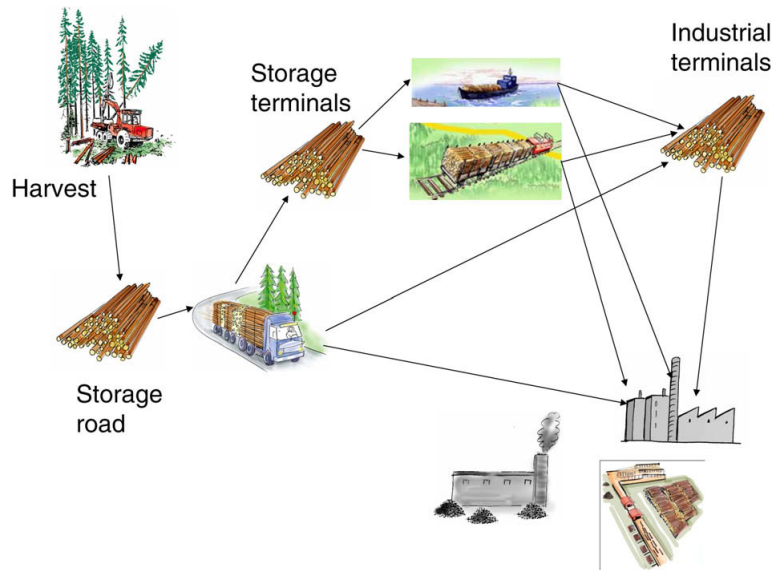 Industrial
terminals
Storage
terminals
Harvest
Storage
road